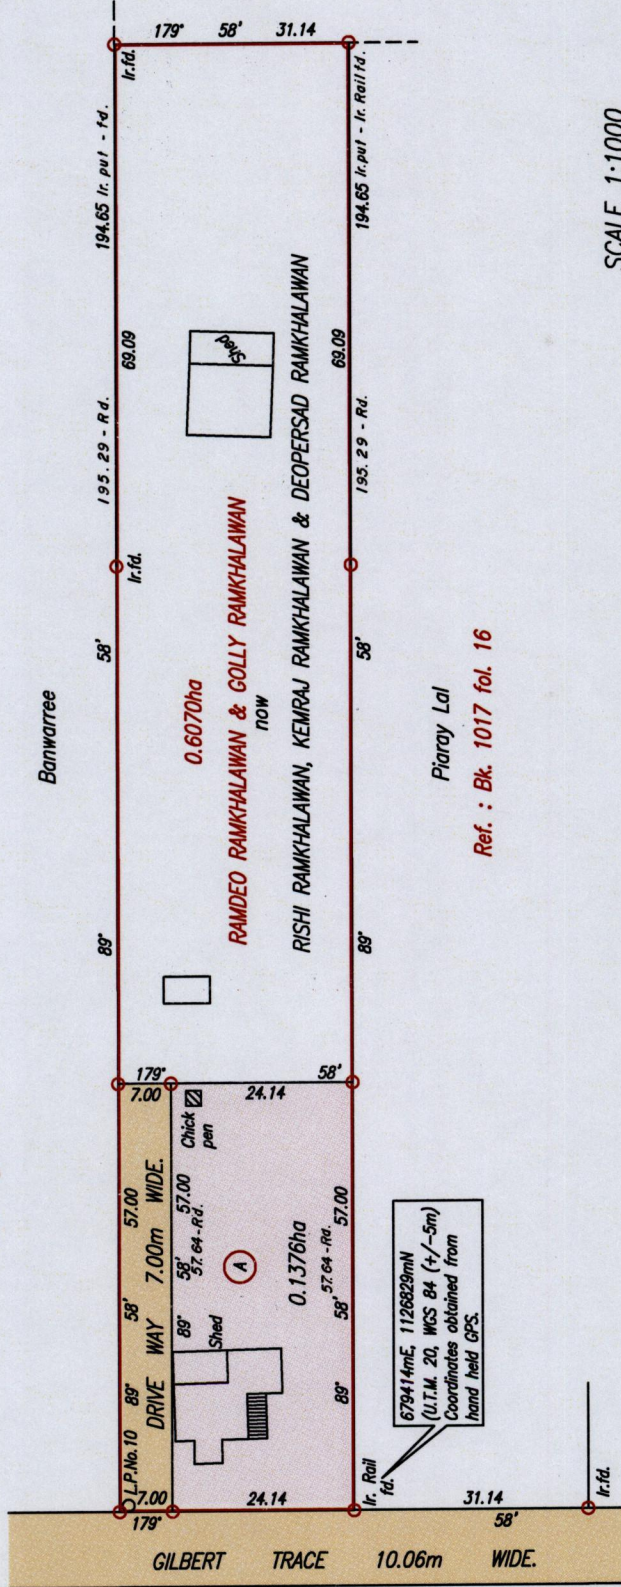 179° 58' 31.14
Ir.fd.
194.65 Ir. put - fd.
194.65 Ir.put - Ir. Rail fd.
SCALE 1:1000
69.09
Shed
69.09
195.29 - Rd.
195.29 - Rd.
Ir.fd.
58'
58'
Banwarree
0.6070ha
RAMDEO RAMKHALAWAN & GOLLY RAMKHALAWAN
now
RISHI RAMKHALAWAN, KEMRAJ RAMKHALAWAN & DEOPERSAD RAMKHALAWAN
Piaray Lal
Ref. : Bk. 1017 fol. 16
89°
89°
179° 58'
7.00 24.14
Chick
pen
57.00
DRIVE WAY 7.00m WIDE.
57.00
57.64 - Rd.
A
0.1376ha
57.64 - Rd.
57.00
58'
58'
58'
89°
89°
89°
Shed
L.P.No.10
679414mE, 1126829mN
(U.T.M. 20, WGS 84 (+/-5m)
Coordinates obtained from
hand held GPS.
Ir. Rail
fd.
7.00 24.14 31.14
179° 58'
Ir.fd.
GILBERT TRACE 10.06m WIDE.